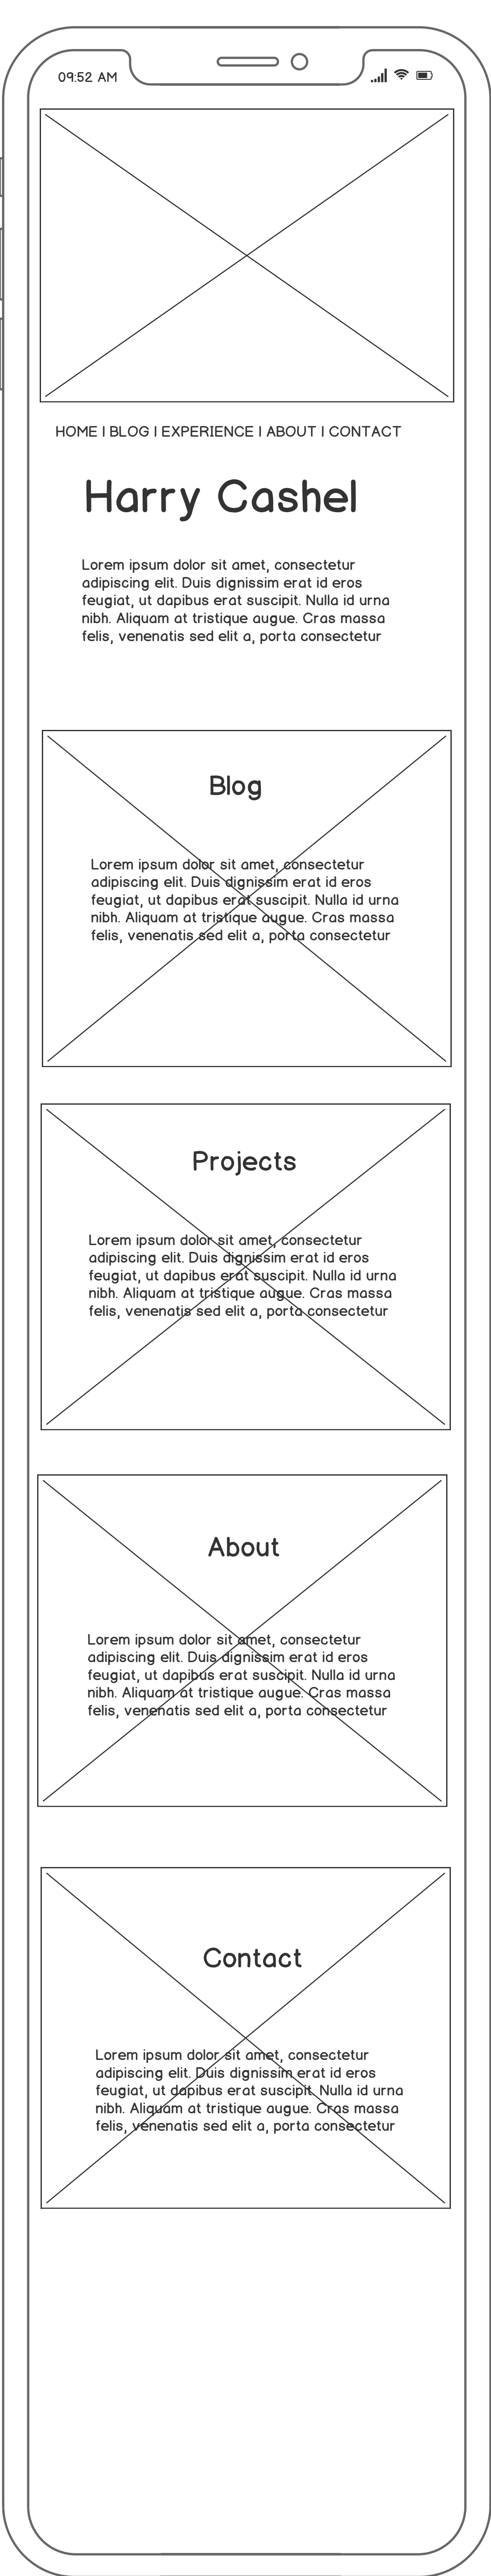 09:52 AM
HOME | BLOG | EXPERIENCE | ABOUT | CONTACT
Harry Cashel
Lorem ipsum dolor sit amet, consectetur
adipiscing elit. Duis dignissim erat id eros
feugiat, ut dapibus erat suscipit. Nulla id urna
nibh. Aliquam at tristique augue. Cras massa
felis, venenatis sed elit a, porta consectetur
Blog
Lorem ipsum dolor sit amet, consectetur
adipiscing elit. Duis dignissim erat id eros
feugiat, ut dapibus erat suscipit. Nulla id urna
nibh. Aliquam at tristique augue. Cras massa
felis, venenatis sed elit a, porta consectetur
Projects
Lorem ipsum dolor sit amet, consectetur
adipiscing elit. Duis dignissim erat id eros
feugiat, ut dapibus erat suscipit. Nulla id urna
nibh. Aliquam at tristique augue. Cras massa
felis, venenatis sed elit a, porta consectetur
About
Lorem ipsum dolor sit amet, consectetur
adipiscing elit. Duis dignissim erat id eros
feugiat, ut dapibus erat suscipit. Nulla id urna
nibh. Aliquam at tristique augue. Cras massa
felis, venenatis sed elit a, porta consectetur
Contact
Lorem ipsum dolor sit amet, consectetur
adipiscing elit. Duis dignissim erat id eros
feugiat, ut dapibus erat suscipit. Nulla id urna
nibh. Aliquam at tristique augue. Cras massa
felis, venenatis sed elit a, porta consectetur